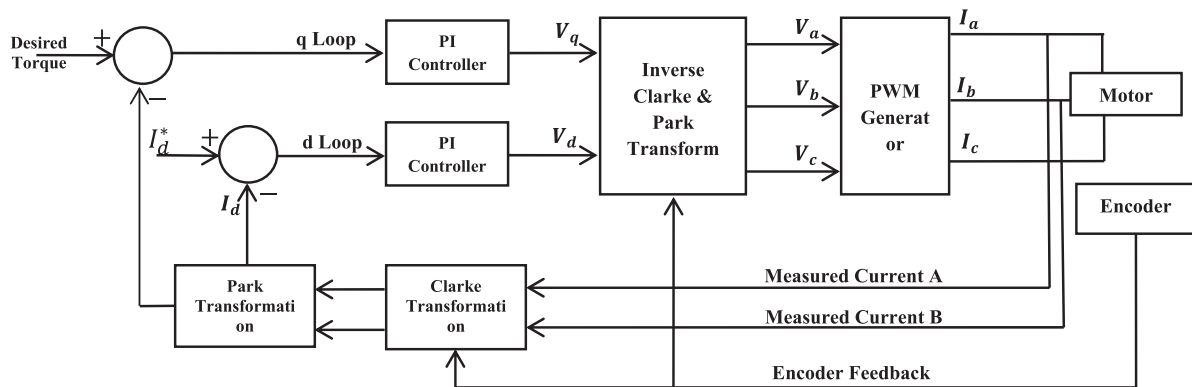 Desired
Torque
+
−
q Loop
PI
Controller
V_q
Inverse
Clarke &
Park
Transform
V_a
V_b
V_c
PWM
Generat
or
I_a
I_b
I_c
Motor
I_d^*
+
−
d Loop
PI
Controller
V_d
I_d
Encoder
Park
Transformati
on
Clarke
Transformati
on
Measured Current A
Measured Current B
Encoder Feedback